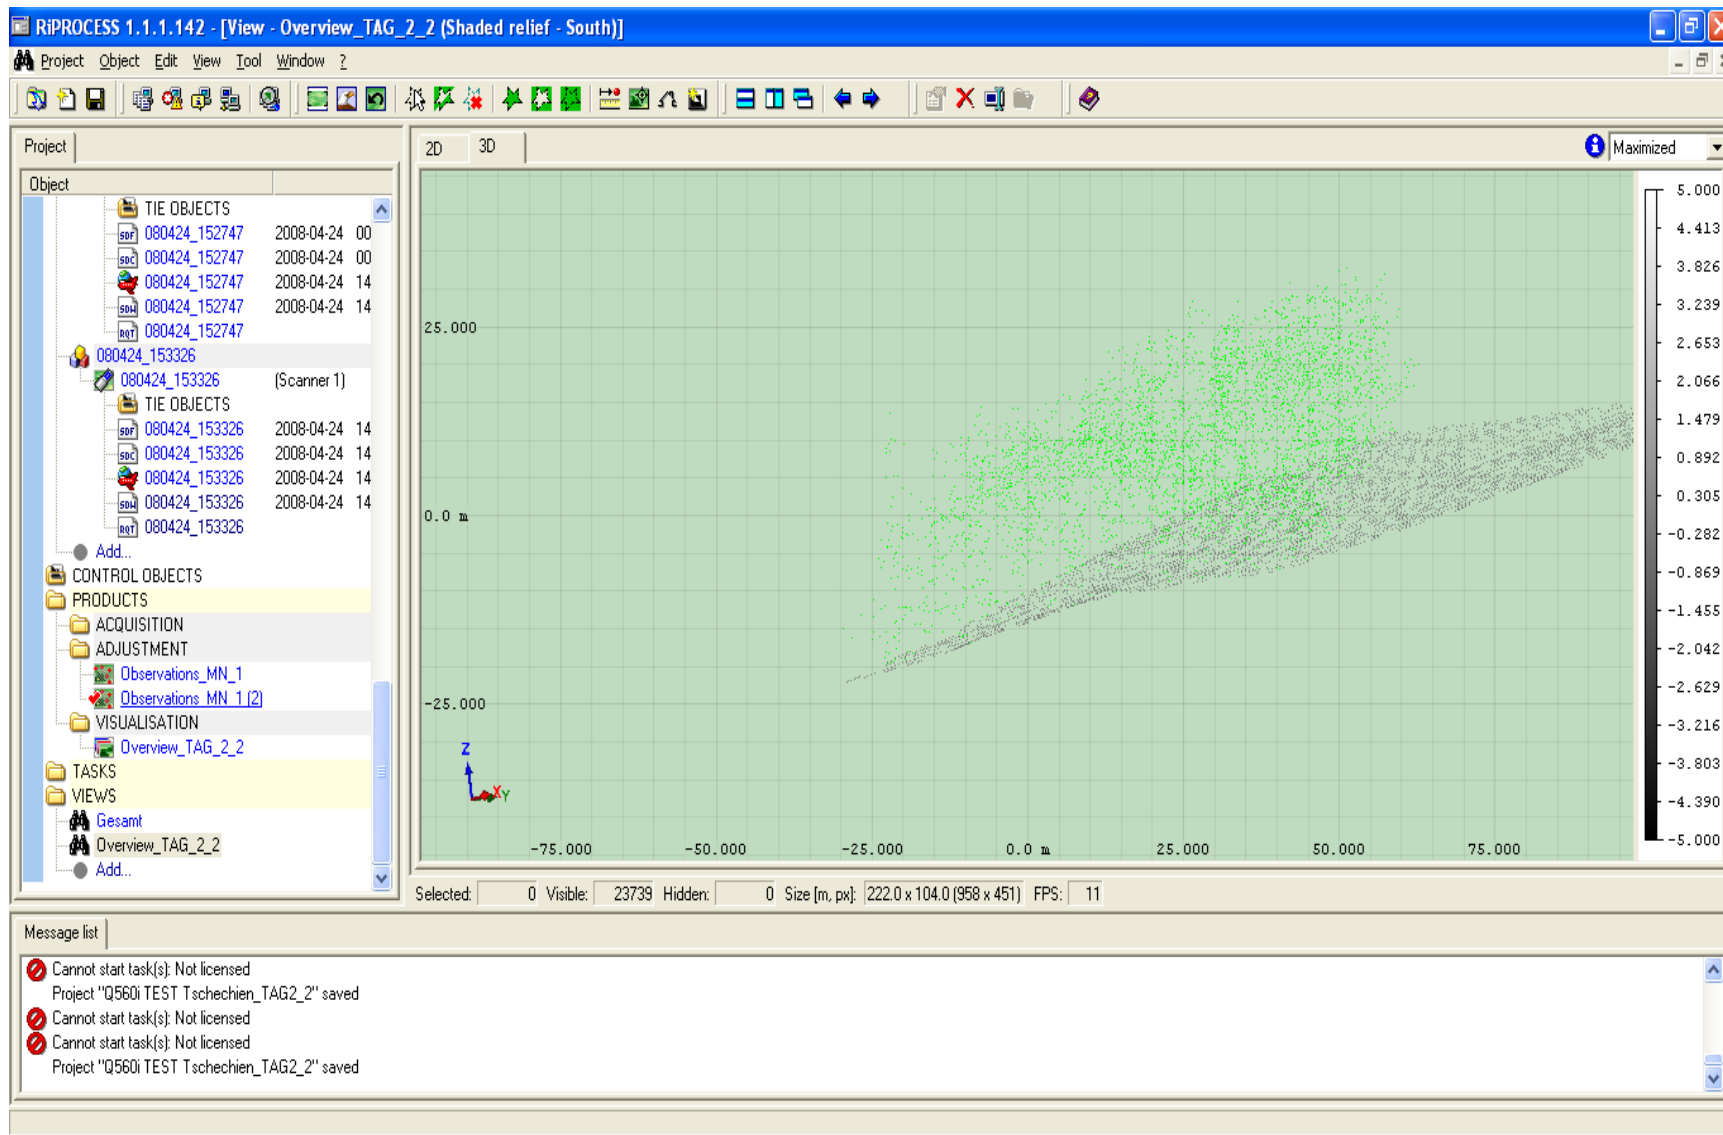 RiPROCESS 1.1.1.142 - [View - Overview_TAG_2_2 (Shaded relief - South)]
Project Object Edit View Tool Window ?
Project
Object
TIE OBJECTS
SDF 080424_152747 2008-04-24 00
SDC 080424_152747 2008-04-24 00
080424_152747 2008-04-24 14
SDW 080424_152747 2008-04-24 14
RQT 080424_152747
080424_153326
080424_153326 (Scanner 1)
TIE OBJECTS
SDF 080424_153326 2008-04-24 14
SDC 080424_153326 2008-04-24 14
080424_153326 2008-04-24 14
SDW 080424_153326 2008-04-24 14
RQT 080424_153326
Add...
CONTROL OBJECTS
PRODUCTS
ACQUISITION
ADJUSTMENT
Observations_MN_1
Observations_MN_1 (2)
VISUALISATION
Overview_TAG_2_2
TASKS
VIEWS
Gesamt
Overview_TAG_2_2
Add...
2D 3D
Maximized
25.000
0.0 m
-25.000
Z
X Y
-75.000 -50.000 -25.000 0.0 m 25.000 50.000 75.000
5.000
4.413
3.826
3.239
2.653
2.066
1.479
0.892
0.305
-0.282
-0.869
-1.455
-2.042
-2.629
-3.216
-3.803
-4.390
-5.000
Selected: 0 Visible: 23739 Hidden: 0 Size [m, px]: 222.0 x 104.0 (958 x 451) FPS: 11
Message list
Cannot start task(s): Not licensed
Project "Q560i TEST Tschechien_TAG2_2" saved
Cannot start task(s): Not licensed
Cannot start task(s): Not licensed
Project "Q560i TEST Tschechien_TAG2_2" saved